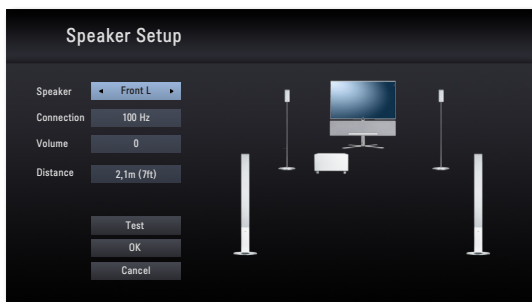 Speaker Setup
Speaker Front L
Connection 100 Hz
Volume 0
Distance 2,1m (7ft)
Test
OK
Cancel